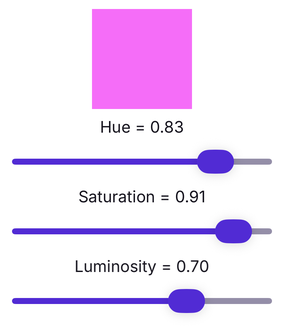 Hue = 0.83
Saturation = 0.91
Luminosity = 0.70